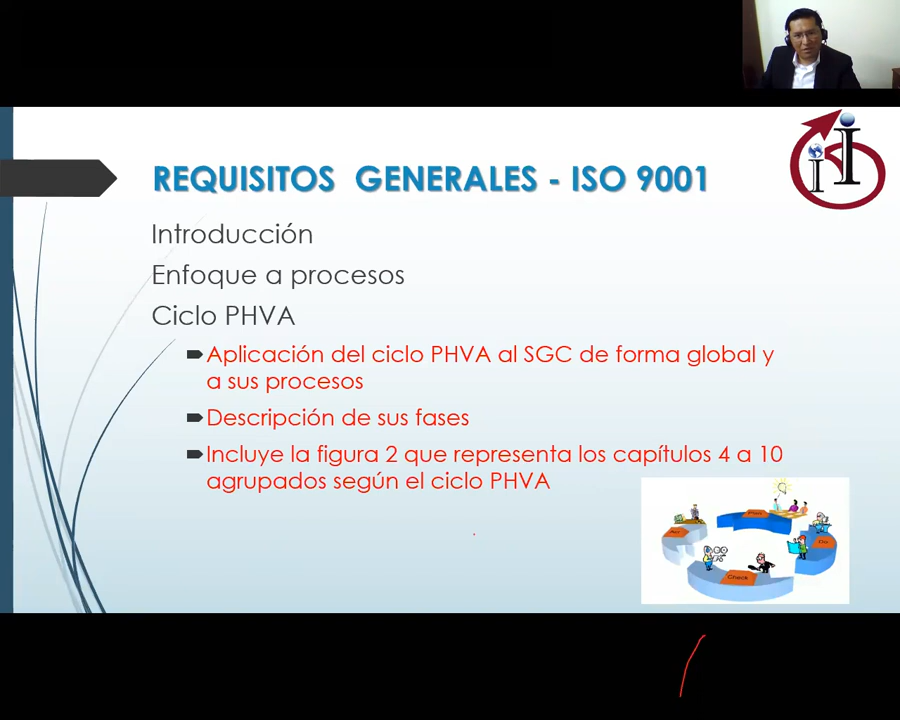 REQUISITOS GENERALES - ISO 9001
Introducción
Enfoque a procesos
Ciclo PHVA
Aplicación del ciclo PHVA al SGC de forma global y
a sus procesos
Descripción de sus fases
Incluye la figura 2 que representa los capítulos 4 a 10
agrupados según el ciclo PHVA
Plan
Act
Do
Check